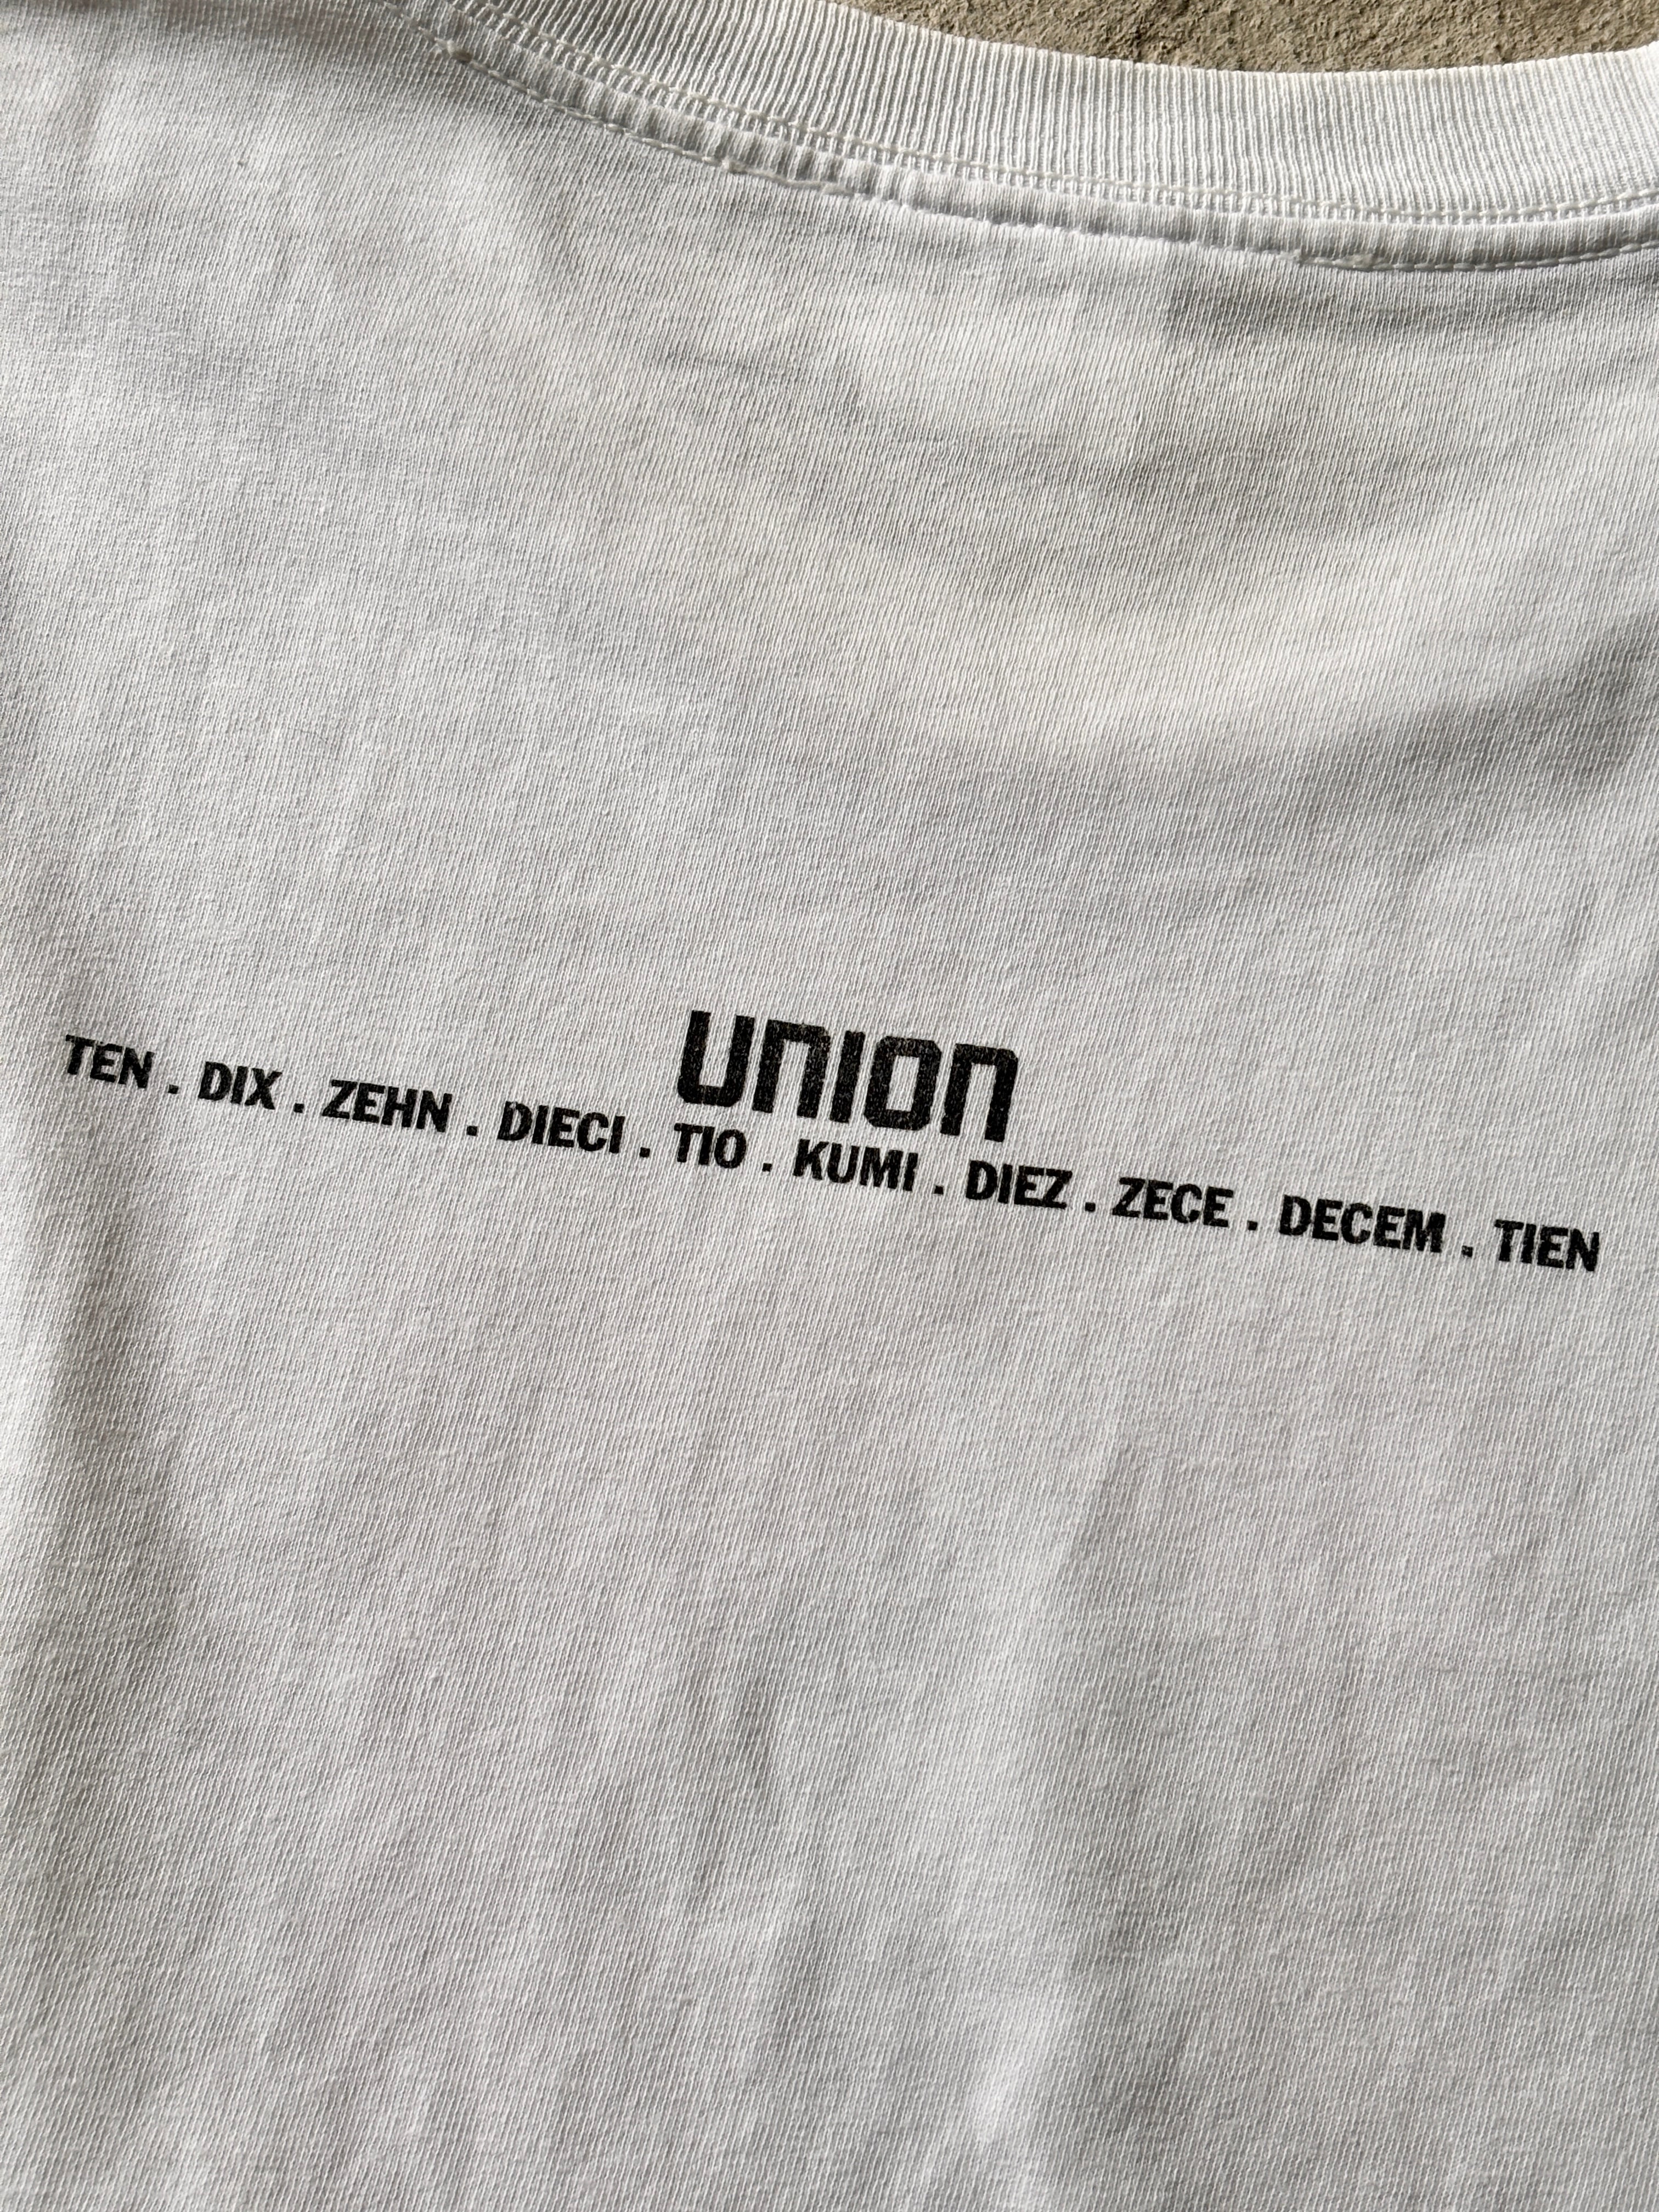 UNION
TEN . DIX . ZEHN . DIECI . TIO . KUMI . DIEZ . ZECE . DECEM . TIEN